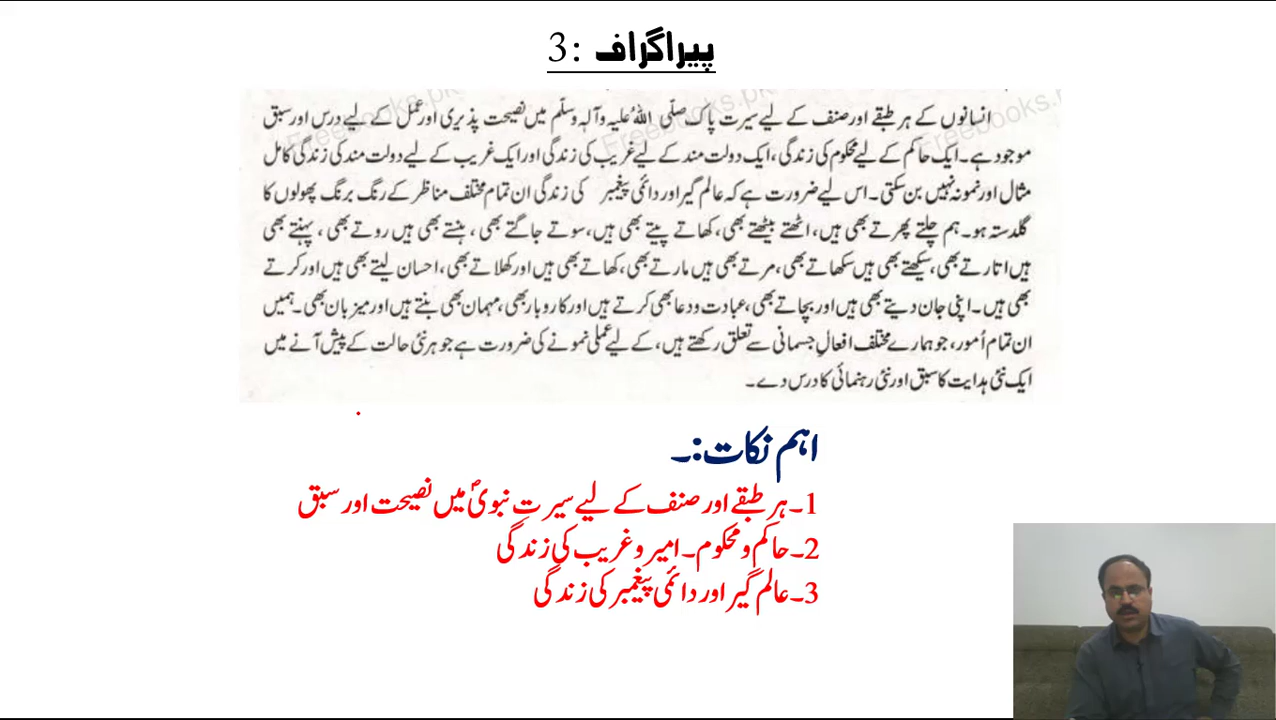 پیراگراف :3
انسانوں کے ہر طبقے اور صنف کے لیے سیرت پاک صلّی اللہُ علیہ وآلہٖ وسلّم میں نصیحت پذیری اور عمل کے لیے درس اور سبق
موجود ہے۔ ایک حاکم کے لیے محکوم کی زندگی، ایک دولت مند کے لیے غریب کی زندگی اور ایک غریب کے لیے دولت مند کی زندگی کامل
مثال اور نمونہ نہیں بن سکتی۔ اس لیے ضرورت ہے کہ عالم گیر اور دائمی پیغمبر کی زندگی ان تمام مختلف مناظر کے رنگ برنگ پھولوں کا
گلدستہ ہو۔ ہم چلتے پھرتے بھی ہیں، اٹھتے بیٹھتے بھی، کھاتے پیتے بھی ہیں، سوتے جاگتے بھی، ہنستے بھی ہیں روتے بھی، پہنتے بھی
ہیں اتارتے بھی، سیکھتے بھی ہیں سکھاتے بھی، مرتے بھی ہیں مارتے بھی، کھاتے بھی ہیں اور کھلاتے بھی، احسان لیتے بھی ہیں اور کرتے
بھی ہیں۔ اپنی جان دیتے بھی ہیں اور بچاتے بھی، عبادت و دعا بھی کرتے ہیں اور کاروبار بھی، مہمان بھی بنتے ہیں اور میزبان بھی۔ ہمیں
ان تمام اُمور، جو ہمارے مختلف افعالِ جسمانی سے تعلق رکھتے ہیں، کے لیے عملی نمونے کی ضرورت ہے جو ہر نئی حالت کے پیش آنے میں
ایک نئی ہدایت کا سبق اور نئی رہنمائی کا درس دے۔
Freebooks.pk
Freebooks.pk
اہم نکات:۔
1۔ہر طبقے اور صنف کے لیے سیرتِ نبویؐ میں نصیحت اور سبق
2۔حاکم و محکوم۔ امیر و غریب کی زندگی
3۔عالم گیر اور دائمی پیغمبر کی زندگی